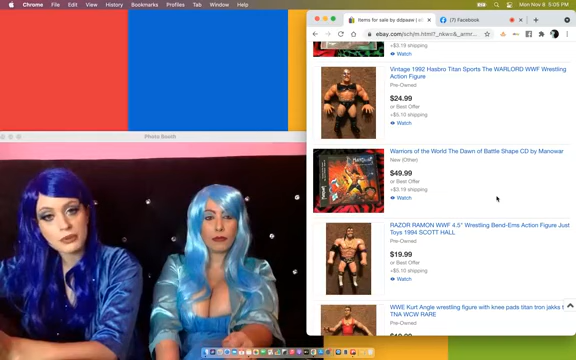 Chrome File Edit View History Bookmarks Profiles Tab Window Help
Mon Nov 8 5:05 PM
Items for sale by ddpaaw
(7) Facebook
+$3.19 shipping
Watch
Vintage 1992 Hasbro Titan Sports The WARLORD WWF Wrestling
Action Figure
Pre-Owned
$24.99
or Best Offer
+$5.10 shipping
Watch
Photo Booth
Warriors of the World The Dawn of Battle Shape CD by Manowar
New (Other)
$49.99
or Best Offer
+$3.19 shipping
Watch
RAZOR RAMON WWF 4.5" Wrestling Bend-Ems Action Figure Just
Toys 1994 SCOTT HALL
Pre-Owned
$19.99
or Best Offer
+$5.10 shipping
Watch
WWE Kurt Angle wrestling figure with knee pads titan tron jakks
TNA WCW RARE
Pre-Owned